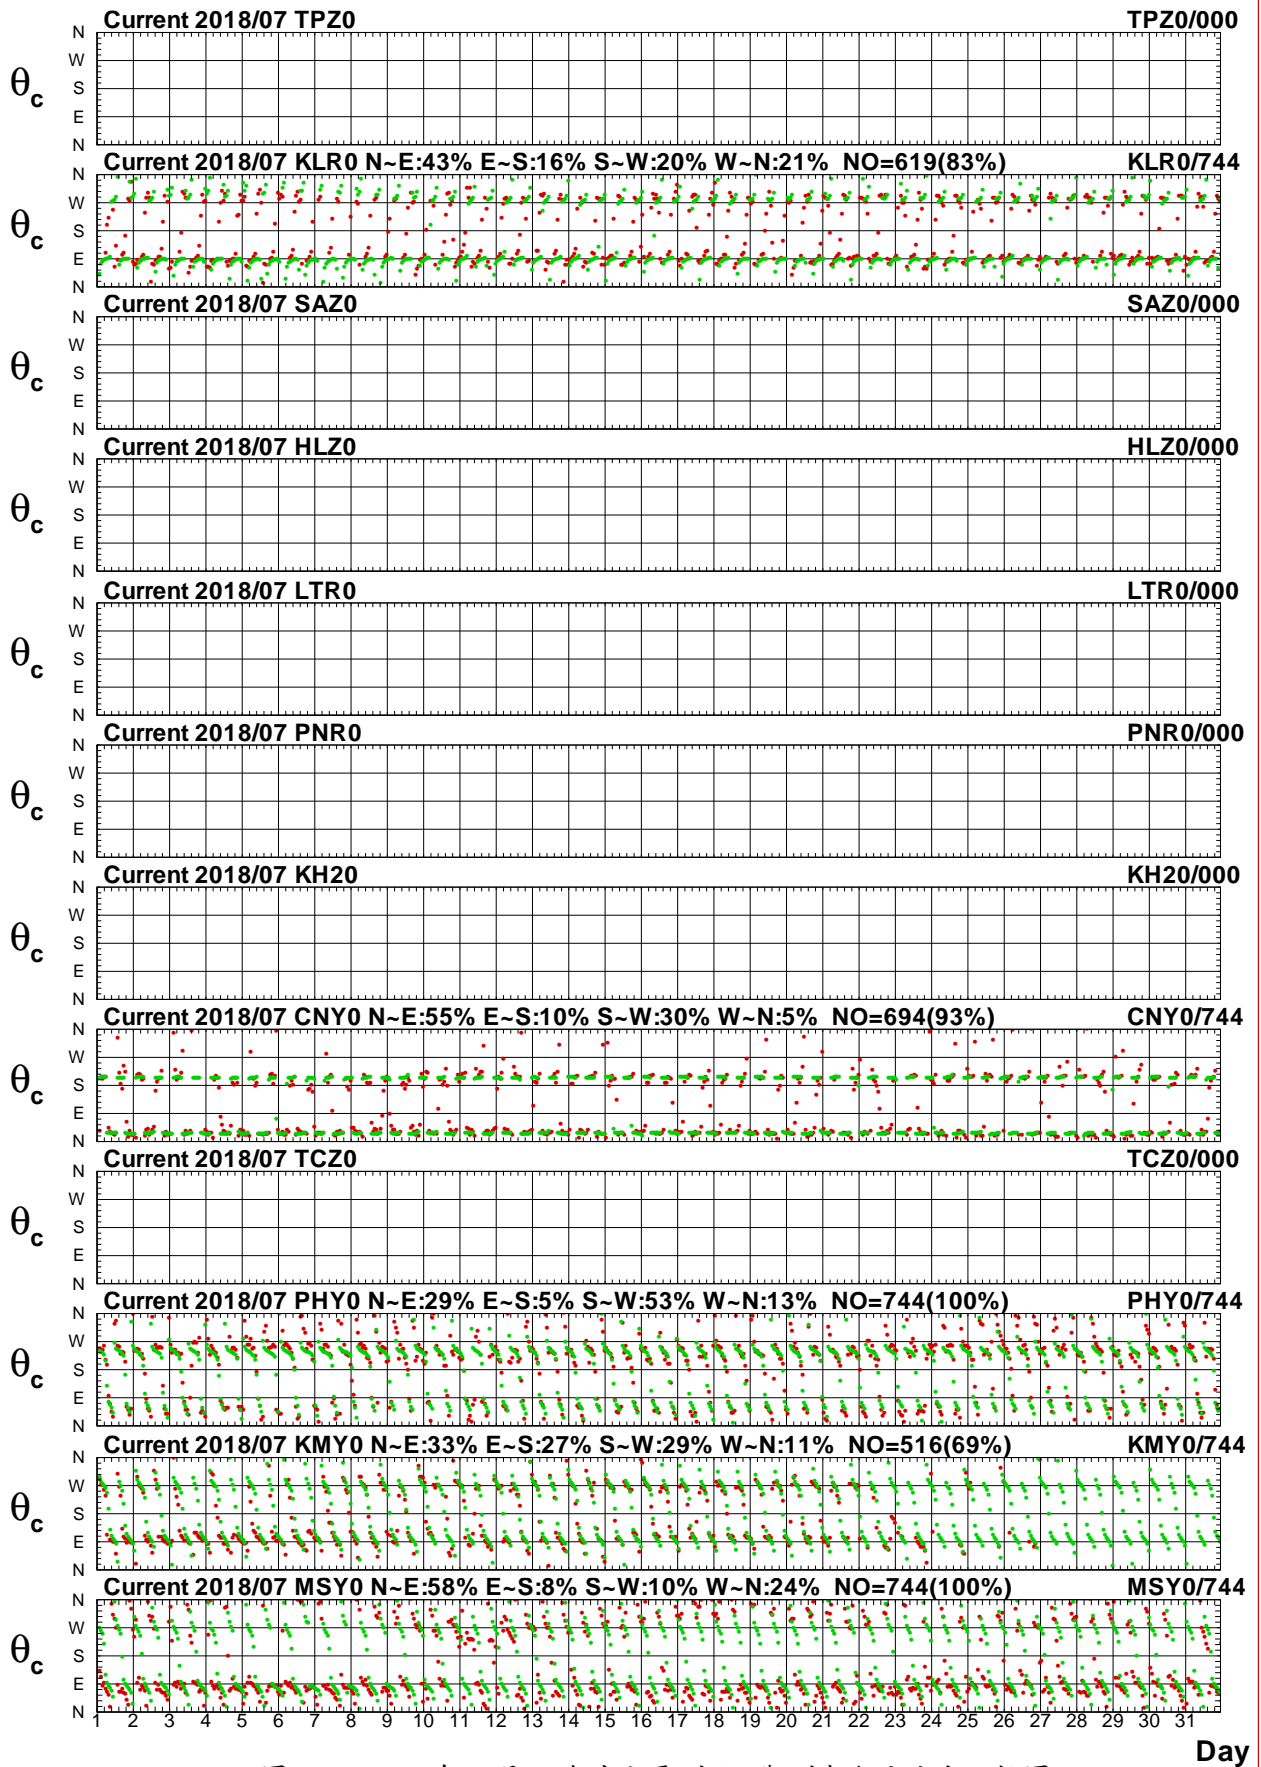 Current 2018/07 TPZ0 TPZ0/000
N
W
θc S
E
N
Current 2018/07 KLR0 N~E:43% E~S:16% S~W:20% W~N:21% NO=619(83%) KLR0/744
N
W
θc S
E
N
Current 2018/07 SAZ0 SAZ0/000
N
W
θc S
E
N
Current 2018/07 HLZ0 HLZ0/000
N
W
θc S
E
N
Current 2018/07 LTR0 LTR0/000
N
W
θc S
E
N
Current 2018/07 PNR0 PNR0/000
N
W
θc S
E
N
Current 2018/07 KH20 KH20/000
N
W
θc S
E
N
Current 2018/07 CNY0 N~E:55% E~S:10% S~W:30% W~N:5% NO=694(93%) CNY0/744
N
W
θc S
E
N
Current 2018/07 TCZ0 TCZ0/000
N
W
θc S
E
N
Current 2018/07 PHY0 N~E:29% E~S:5% S~W:53% W~N:13% NO=744(100%) PHY0/744
N
W
θc S
E
N
Current 2018/07 KMY0 N~E:33% E~S:27% S~W:29% W~N:11% NO=516(69%) KMY0/744
N
W
θc S
E
N
Current 2018/07 MSY0 N~E:58% E~S:8% S~W:10% W~N:24% NO=744(100%) MSY0/744
N
W
θc S
E
N
1 2 3 4 5 6 7 8 9 10 11 12 13 14 15 16 17 18 19 20 21 22 23 24 25 26 27 28 29 30 31
Day